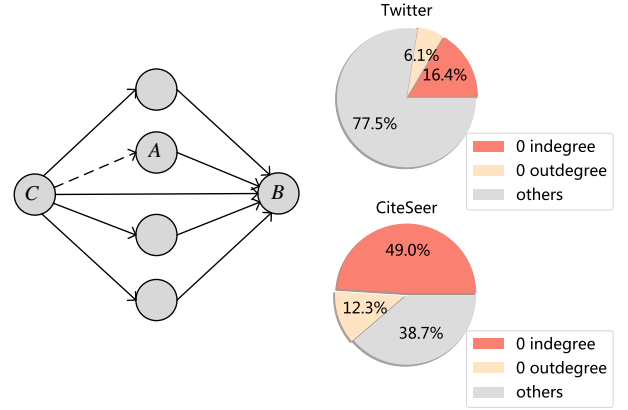 C
A
B
Twitter
6.1%
16.4%
77.5%
0 indegree
0 outdegree
others
CiteSeer
49.0%
12.3%
38.7%
0 indegree
0 outdegree
others